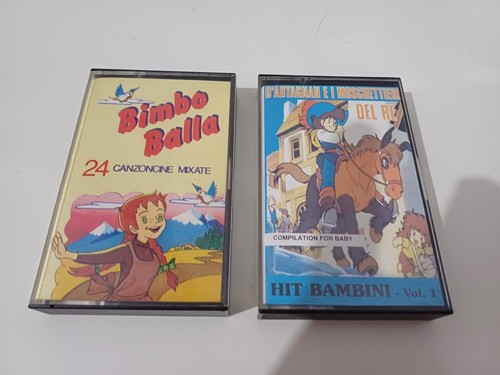 Bimbo
Balla
24 CANZONCINE MIXATE
D'ARTAGNAN E I MOSCHETTIERI
DEL RE
COMPILATION FOR BABY
HIT BAMBINI - Vol. 1